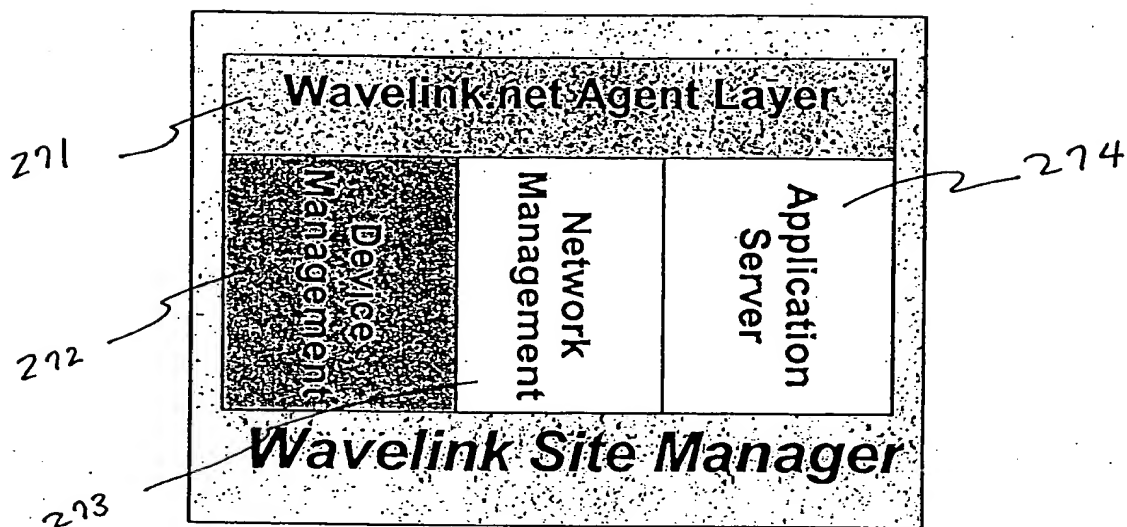 Wavelink.net Agent Layer
271
Device
Management
272
Network
Management
273
Application
Server
274
Wavelink Site Manager